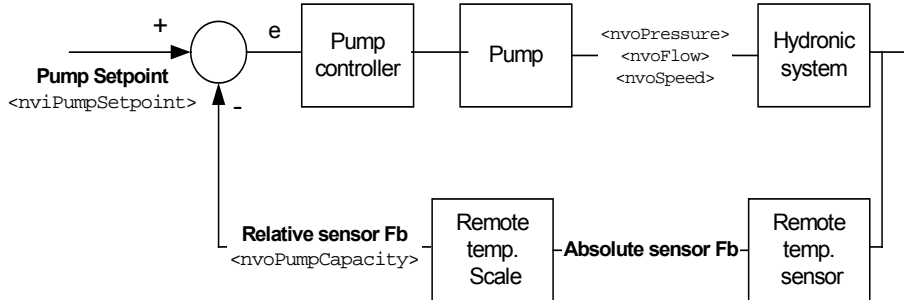 +
e
Pump Setpoint
<nviPumpSetpoint>
-
Pump
controller
Pump
<nvoPressure>
<nvoFlow>
<nvoSpeed>
Hydronic
system
Relative sensor Fb
<nvoPumpCapacity>
Remote
temp.
Scale
Absolute sensor Fb
Remote
temp.
sensor